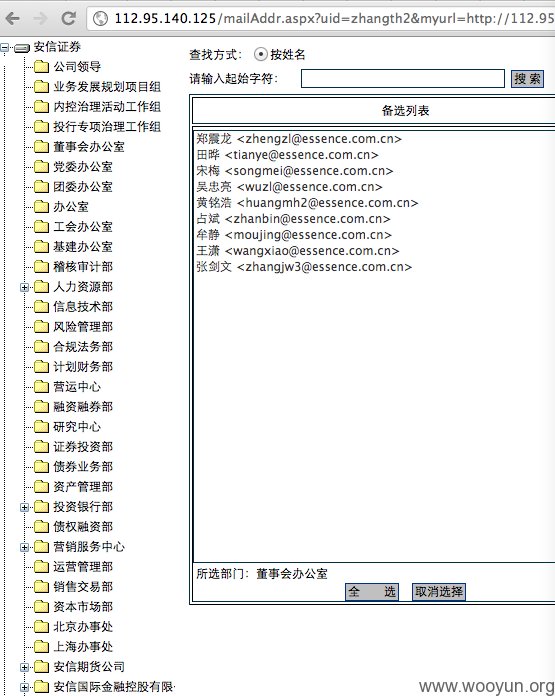 112.95.140.125/mailAddr.aspx?uid=zhangth2&myurl=http://112.95
安信证券
公司领导
业务发展规划项目组
内控治理活动工作组
投行专项治理工作组
董事会办公室
党委办公室
团委办公室
办公室
工会办公室
基建办公室
稽核审计部
人力资源部
信息技术部
风险管理部
合规法务部
计划财务部
营运中心
融资融券部
研究中心
证券投资部
债券业务部
资产管理部
投资银行部
债权融资部
营销服务中心
运营管理部
销售交易部
资本市场部
北京办事处
上海办事处
安信期货公司
安信国际金融控股有限
查找方式： 按姓名
请输入起始字符： 搜 索
备选列表
郑震龙 <zhengzl@essence.com.cn>
田晔 <tianye@essence.com.cn>
宋梅 <songmei@essence.com.cn>
吴忠亮 <wuzl@essence.com.cn>
黄铭浩 <huangmh2@essence.com.cn>
占斌 <zhanbin@essence.com.cn>
牟静 <moujing@essence.com.cn>
王潇 <wangxiao@essence.com.cn>
张剑文 <zhangjw3@essence.com.cn>
所选部门：董事会办公室
全 选 取消选择
www.wooyun.org